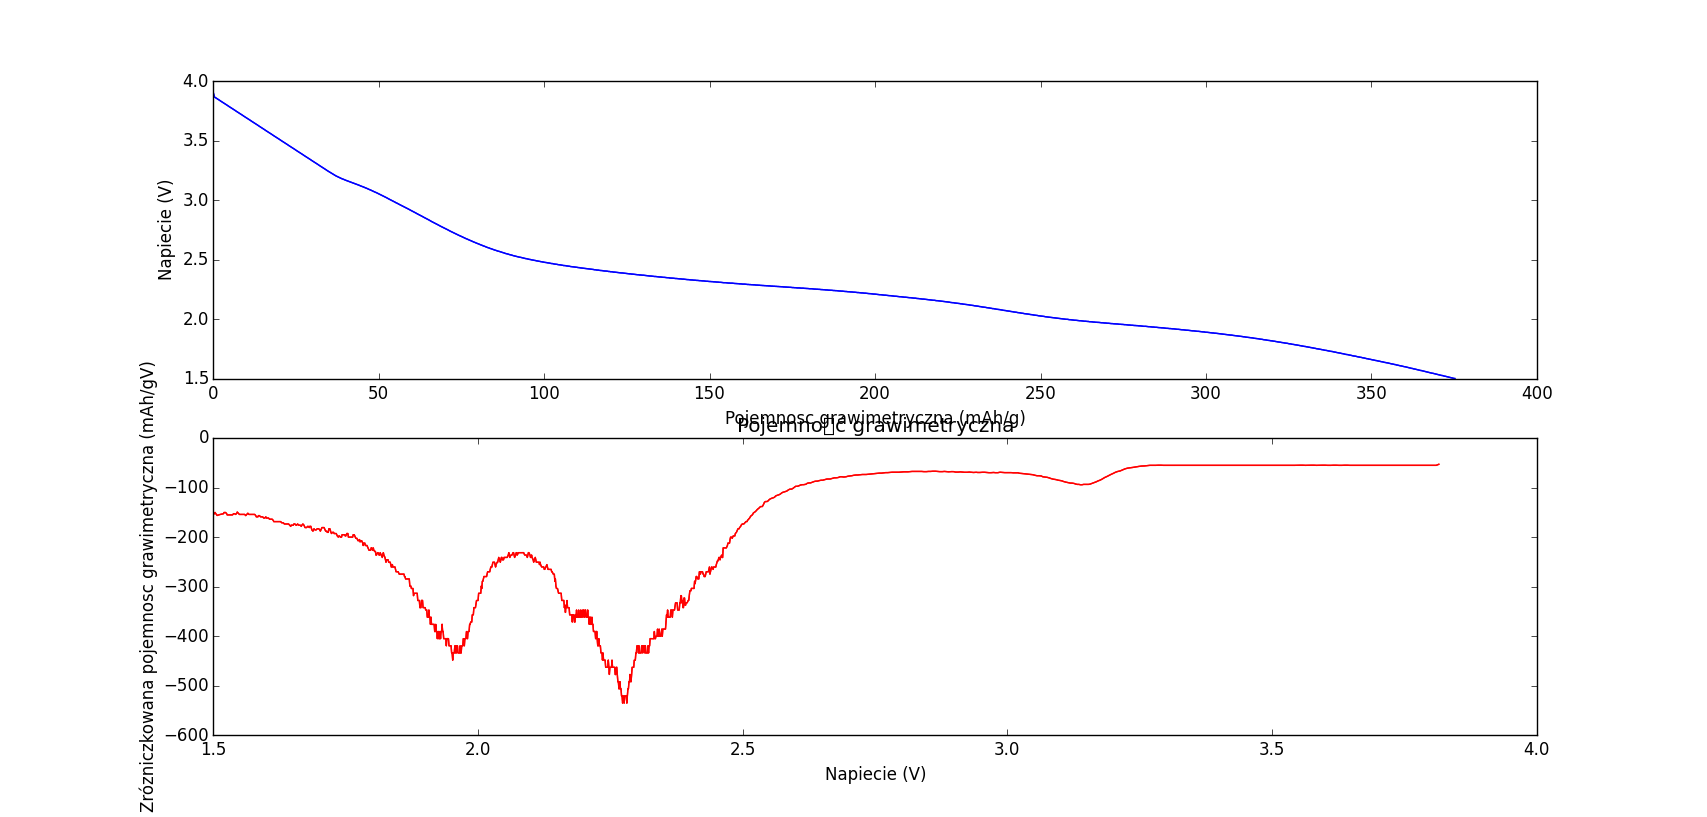 4.0
3.5
3.0
2.5
2.0
1.5
Napiecie (V)
0 50 100 150 200 250 300 350 400
Pojemnosc grawimetryczna (mAh/g)
Pojemno▯c grawimetryczna
0
−100
−200
−300
−400
−500
−600
Zrózniczkowana pojemnosc grawimetryczna (mAh/gV)
1.5 2.0 2.5 3.0 3.5 4.0
Napiecie (V)